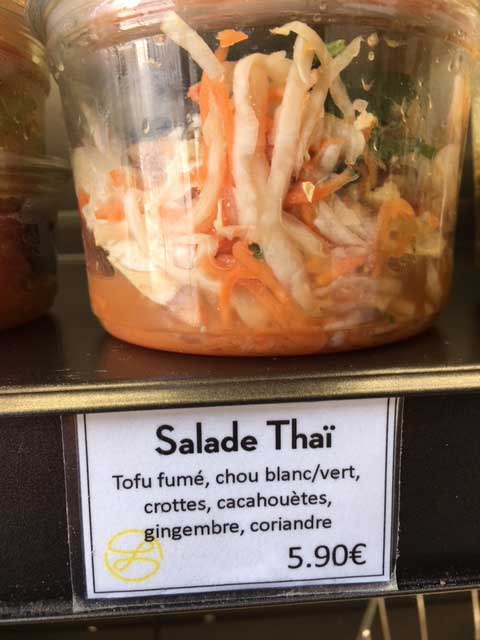 Salade Thaï
Tofu fumé, chou blanc/vert,
crottes, cacahouètes,
gingembre, coriandre
5.90€